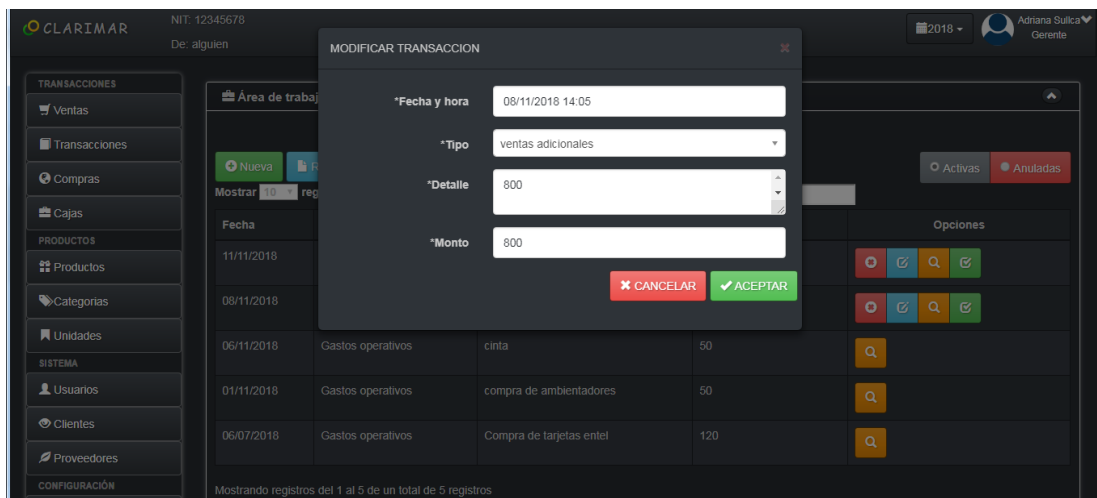 CLARIMAR
NIT: 12345678
De: alguien
2018
Adriana Sullca
Gerente
TRANSACCIONES
Ventas
Transacciones
Compras
Cajas
PRODUCTOS
Productos
Categorias
Unidades
SISTEMA
Usuarios
Clientes
Proveedores
CONFIGURACIÓN
Área de trabaj
Nueva
Activas
Anuladas
Mostrar 10 reg
MODIFICAR TRANSACCION
*Fecha y hora 08/11/2018 14:05
*Tipo ventas adicionales
*Detalle 800
*Monto 800
CANCELAR ACEPTAR
Fecha Opciones
11/11/2018
08/11/2018
06/11/2018 Gastos operativos cinta 50
01/11/2018 Gastos operativos compra de ambientadores 50
06/07/2018 Gastos operativos Compra de tarjetas entel 120
Mostrando registros del 1 al 5 de un total de 5 registros